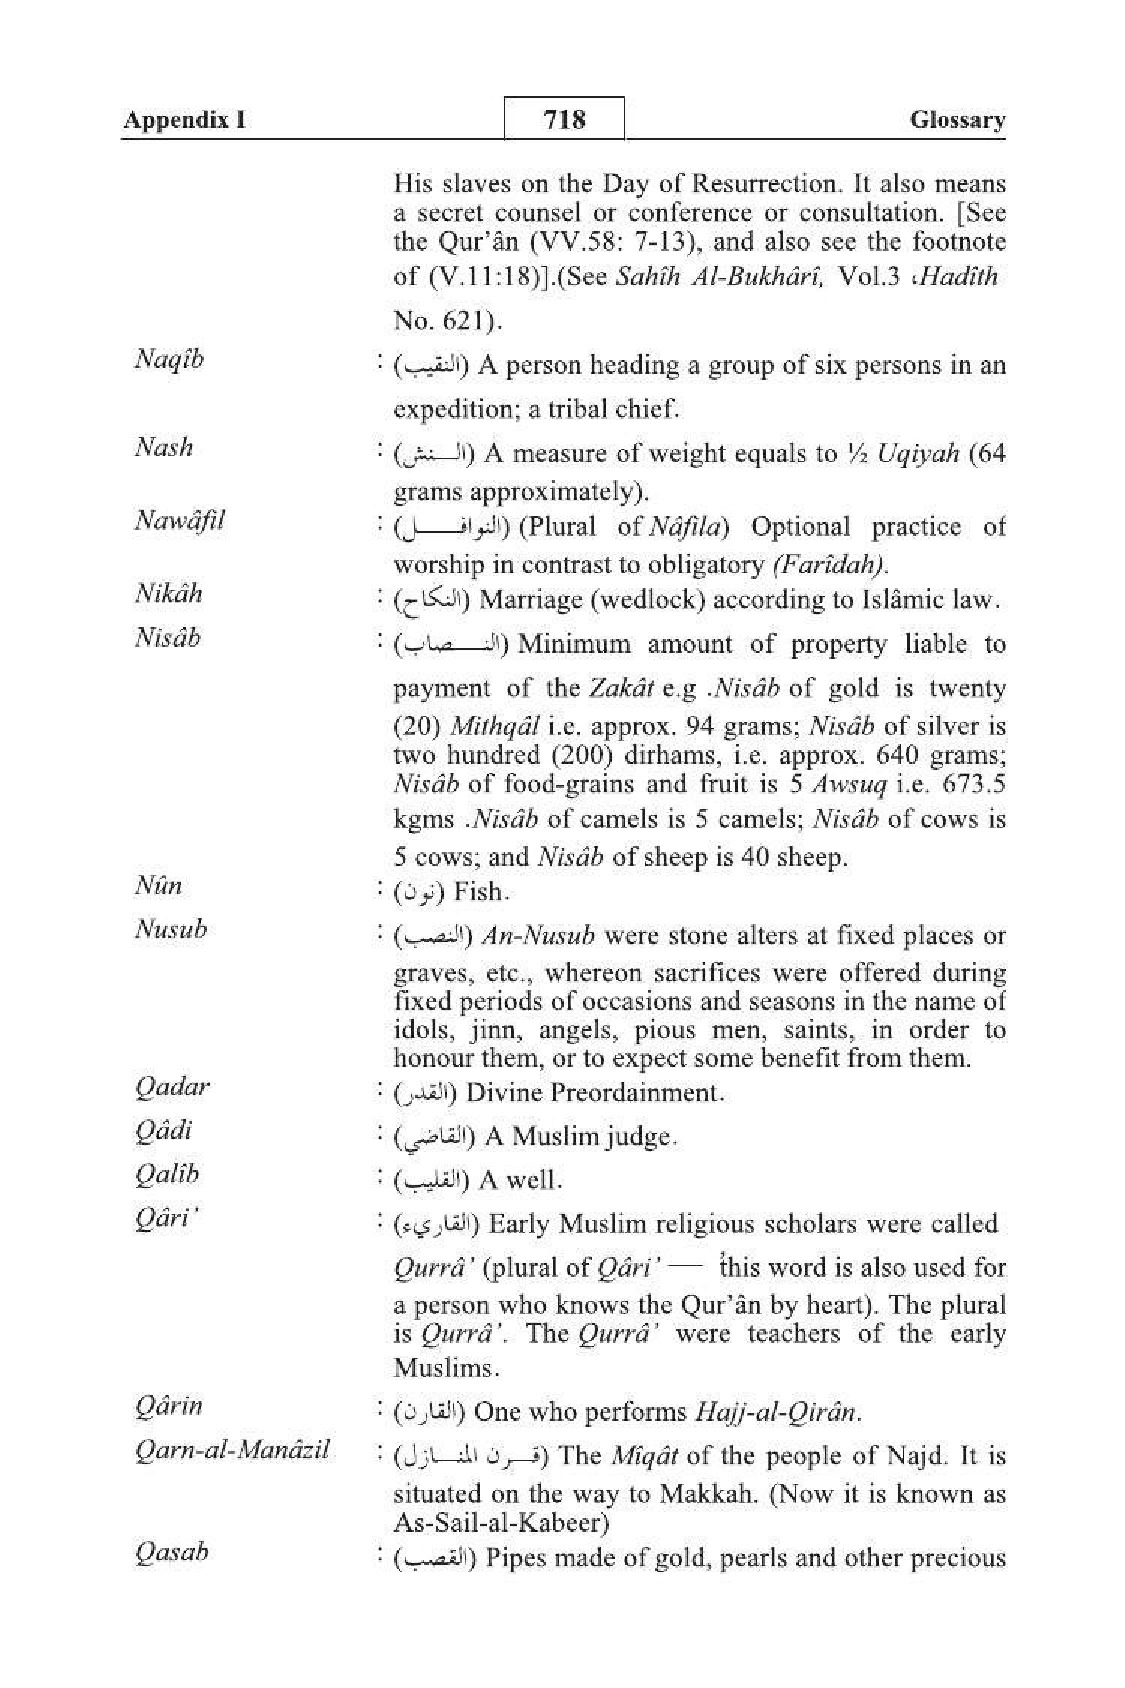 Appendix I 718 Glossary
His slaves on the Day of Resurrection. It also means
a secret counsel or conference or consultation. [See
the Qur’ân (VV.58: 7-13), and also see the footnote
of (V.11:18)].(See Sahîh Al-Bukhârî, Vol.3 ،Hadîth
No. 621).
Naqîb : (النقيب) A person heading a group of six persons in an
expedition; a tribal chief.
Nash : (الـنش) A measure of weight equals to ½ Uqiyah (64
grams approximately).
Nawâfil : (النوافـل) (Plural of Nâfila) Optional practice of
worship in contrast to obligatory (Farîdah).
Nikâh : (النكاح) Marriage (wedlock) according to Islâmic law.
Nisâb : (النـصاب) Minimum amount of property liable to
payment of the Zakât e.g .Nisâb of gold is twenty
(20) Mithqâl i.e. approx. 94 grams; Nisâb of silver is
two hundred (200) dirhams, i.e. approx. 640 grams;
Nisâb of food-grains and fruit is 5 Awsuq i.e. 673.5
kgms .Nisâb of camels is 5 camels; Nisâb of cows is
5 cows; and Nisâb of sheep is 40 sheep.
Nûn : (نون) Fish.
Nusub : (النصب) An-Nusub were stone alters at fixed places or
graves, etc., whereon sacrifices were offered during
fixed periods of occasions and seasons in the name of
idols, jinn, angels, pious men, saints, in order to
honour them, or to expect some benefit from them.
Qadar : (القدر) Divine Preordainment.
Qâdi : (القاضي) A Muslim judge.
Qalîb : (القليب) A well.
Qâri’ : (القاريء) Early Muslim religious scholars were called
Qurrâ’ (plural of Qâri’ — this word is also used for
a person who knows the Qur’ân by heart). The plural
is Qurrâ’. The Qurrâ’ were teachers of the early
Muslims.
Qârin : (القارن) One who performs Hajj-al-Qirân.
Qarn-al-Manâzil : (قـرن المنـازل) The Mîqât of the people of Najd. It is
situated on the way to Makkah. (Now it is known as
As-Sail-al-Kabeer)
Qasab : (القصب) Pipes made of gold, pearls and other precious